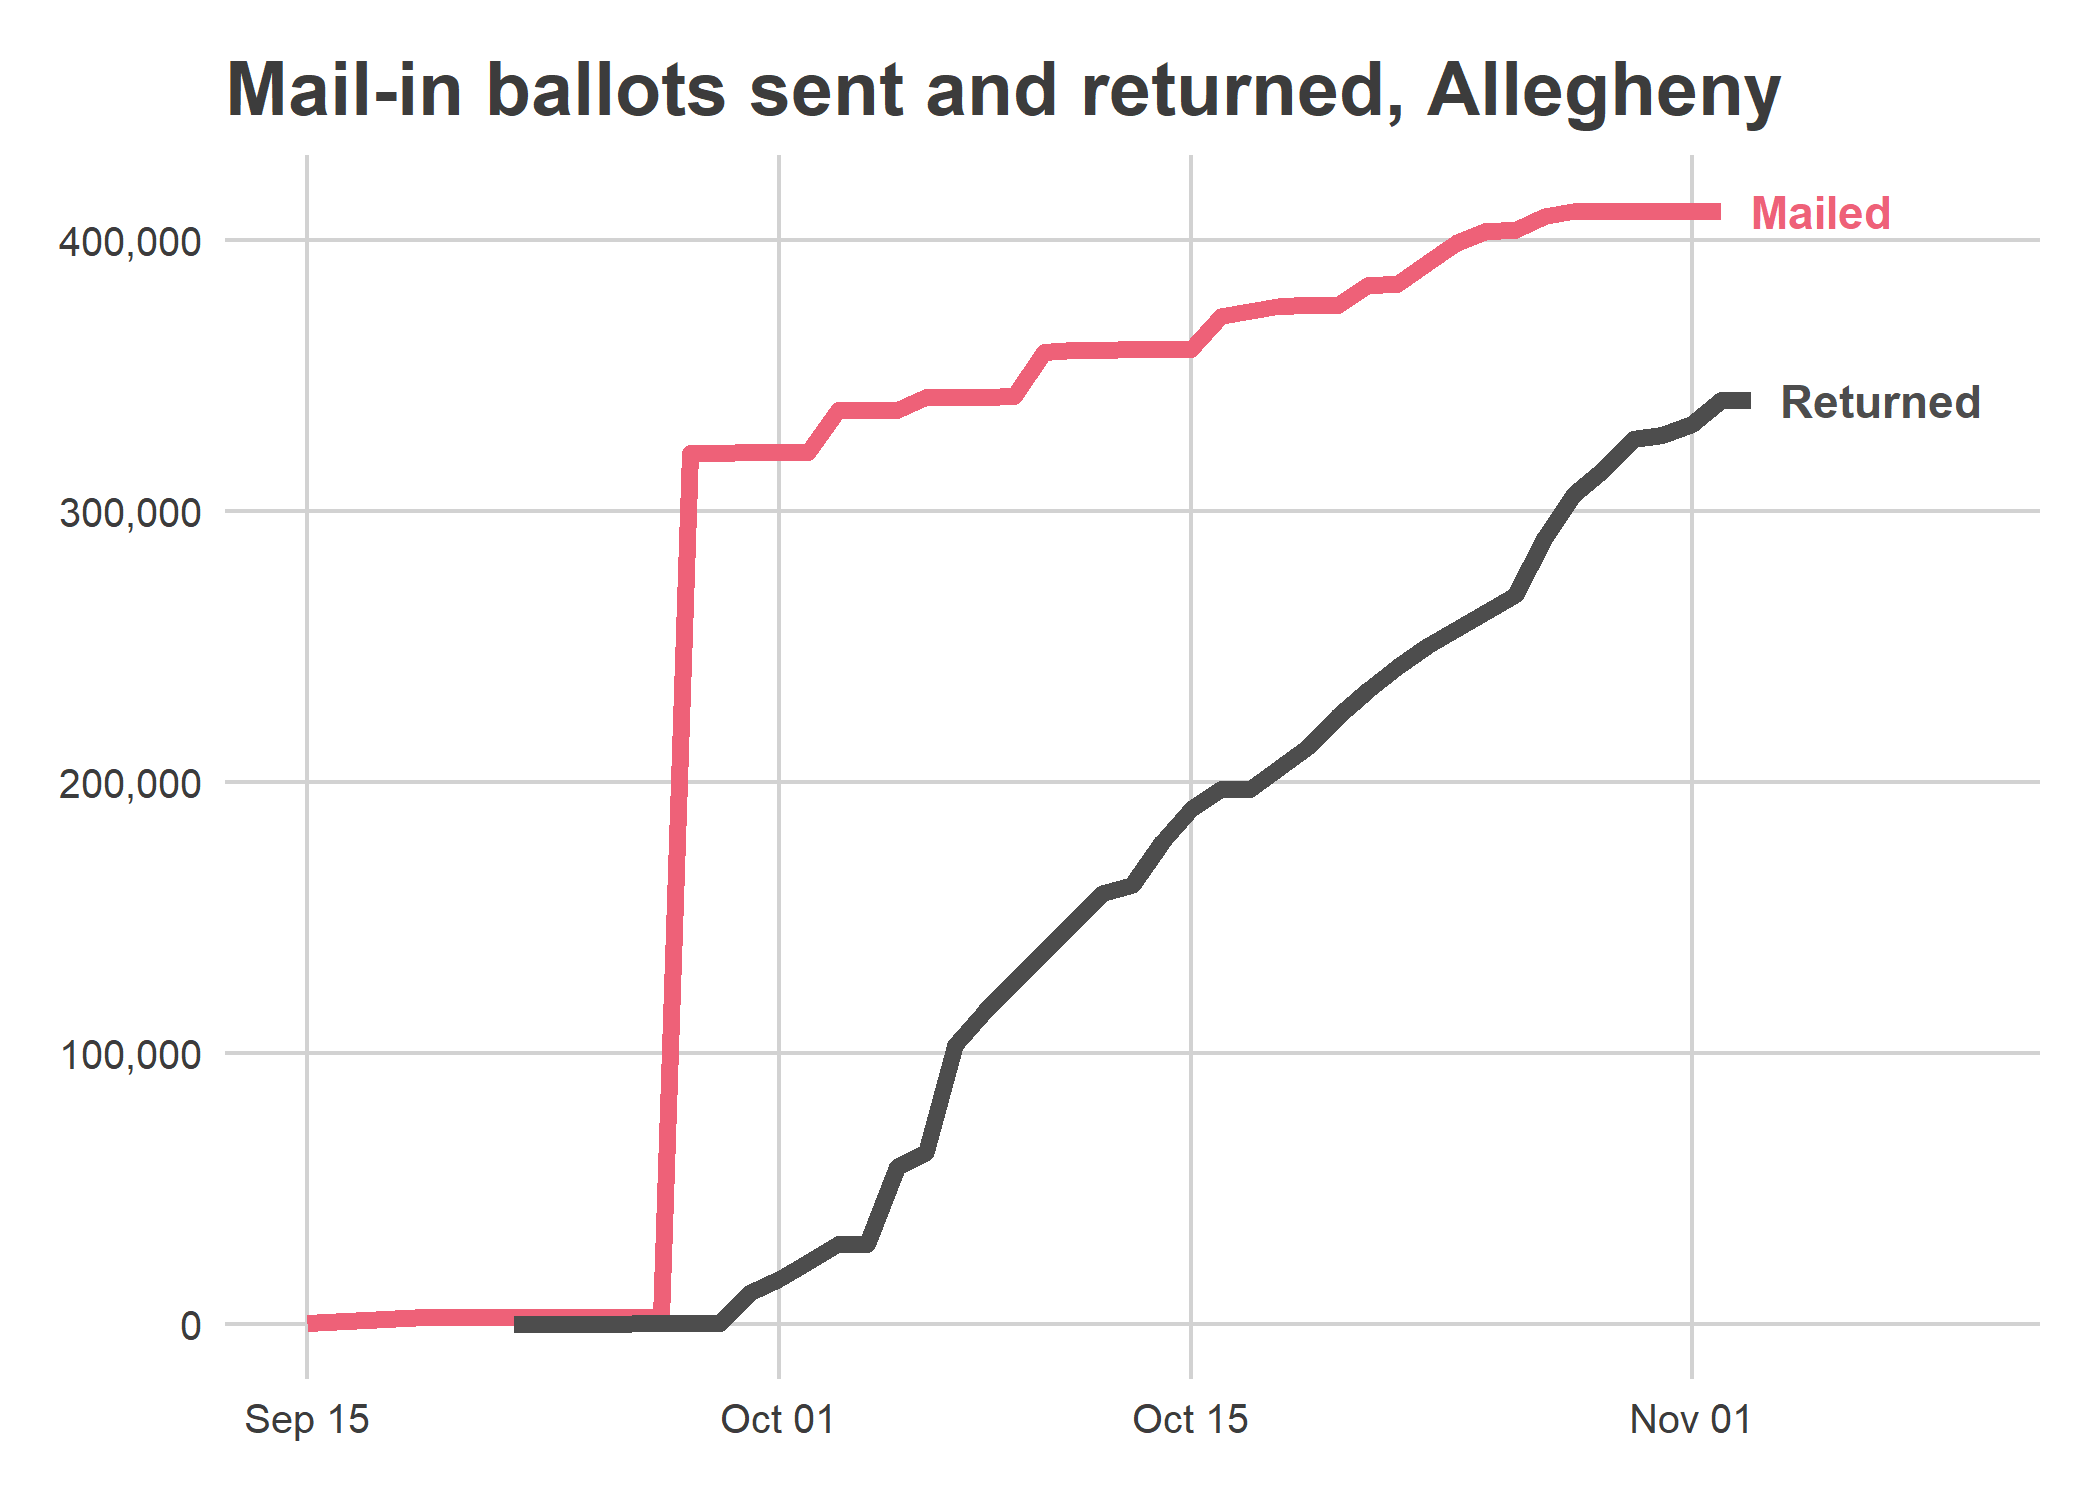 Mail-in ballots sent and returned, Allegheny
Mailed
400,000
Returned
300,000
200,000
100,000
0
Sep 15
Oct 01
Oct 15
Nov 01